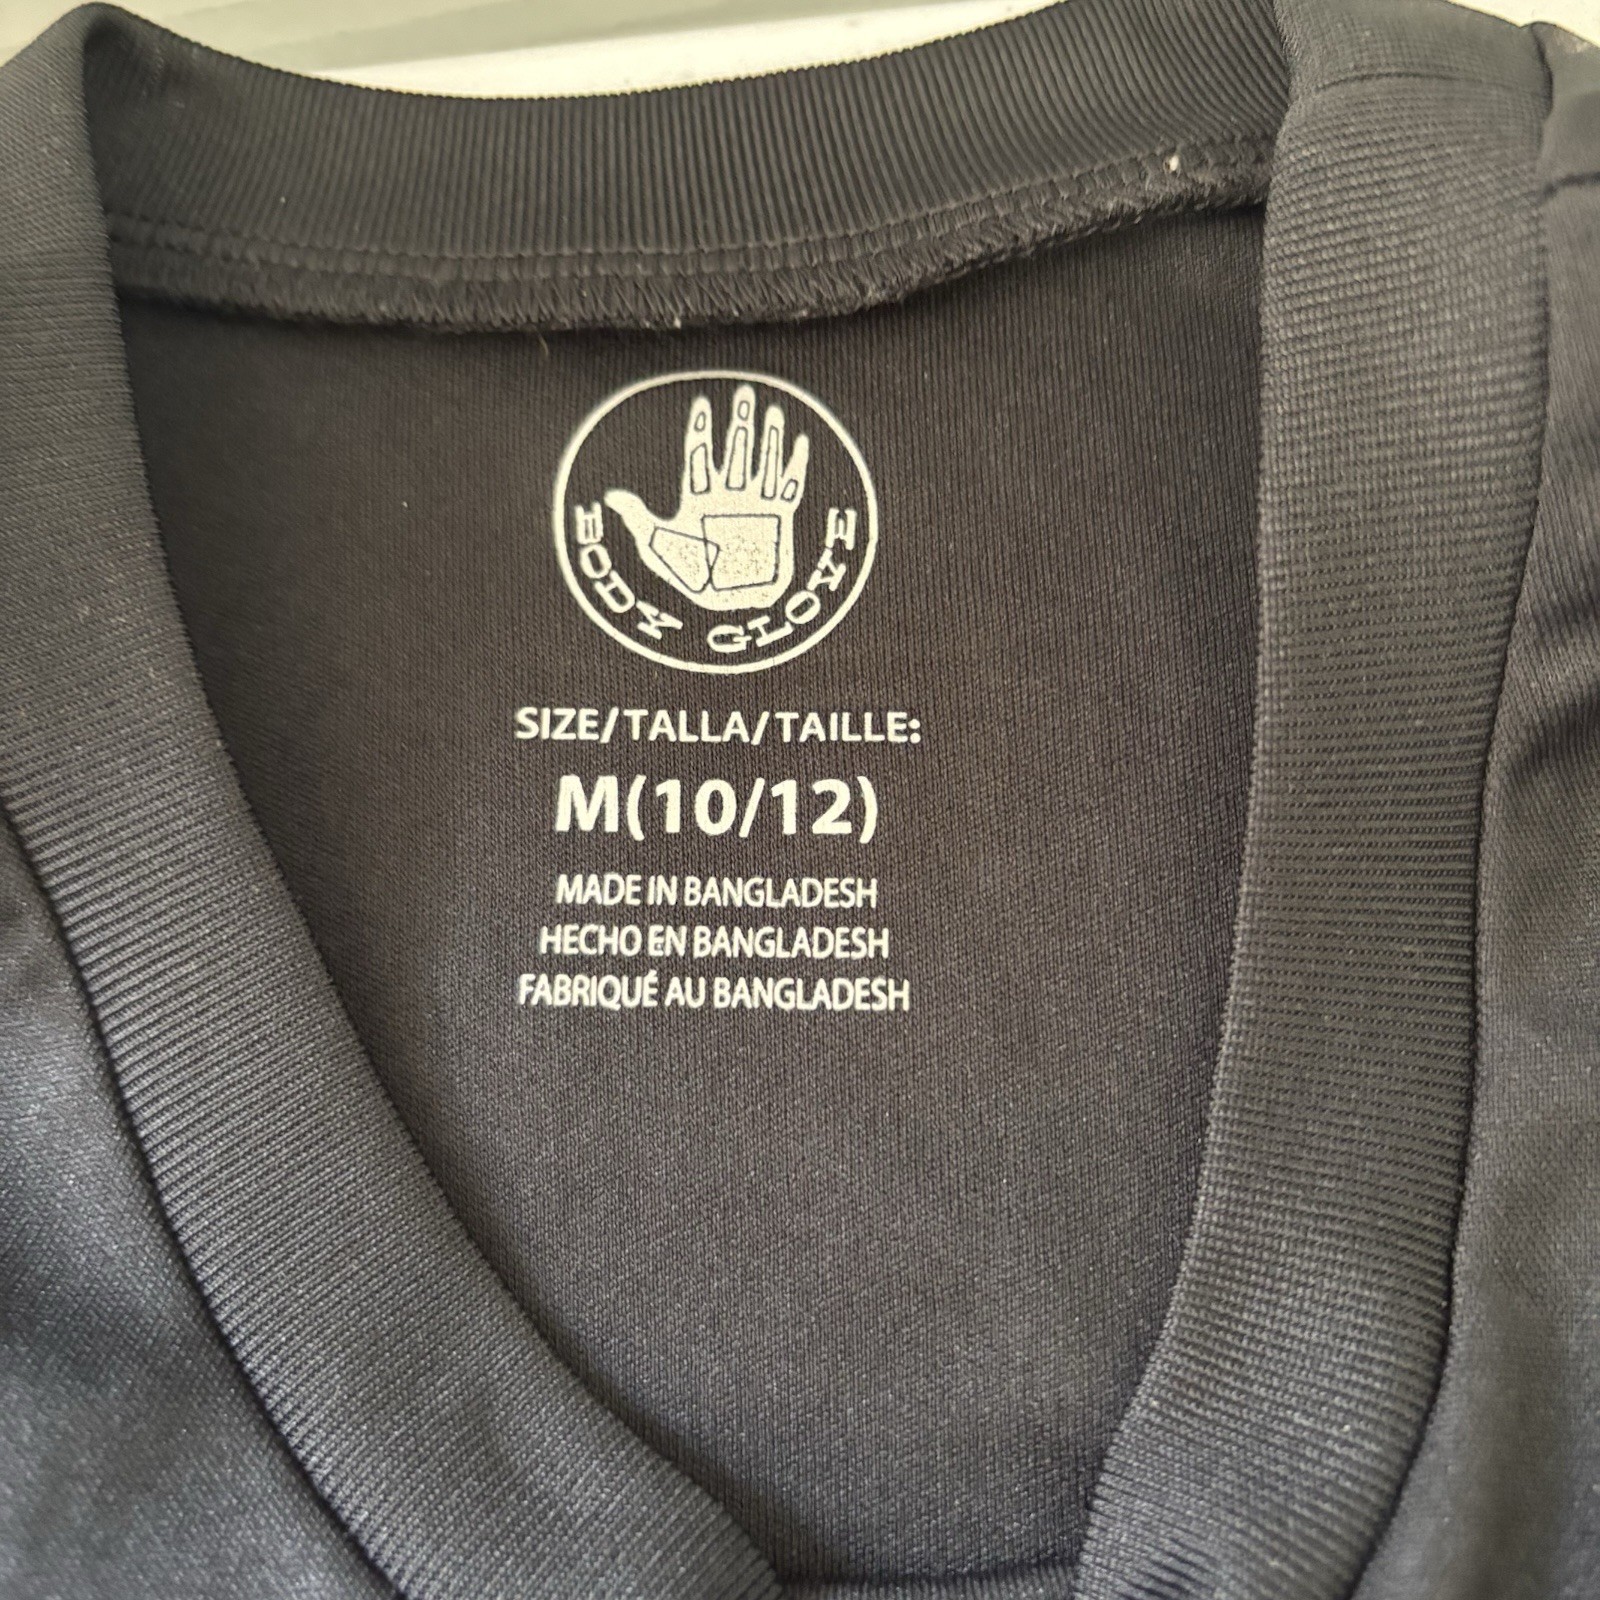 BODY GLOVE
SIZE/TALLA/TAILLE:
M(10/12)
MADE IN BANGLADESH
HECHO EN BANGLADESH
FABRIQUÉ AU BANGLADESH